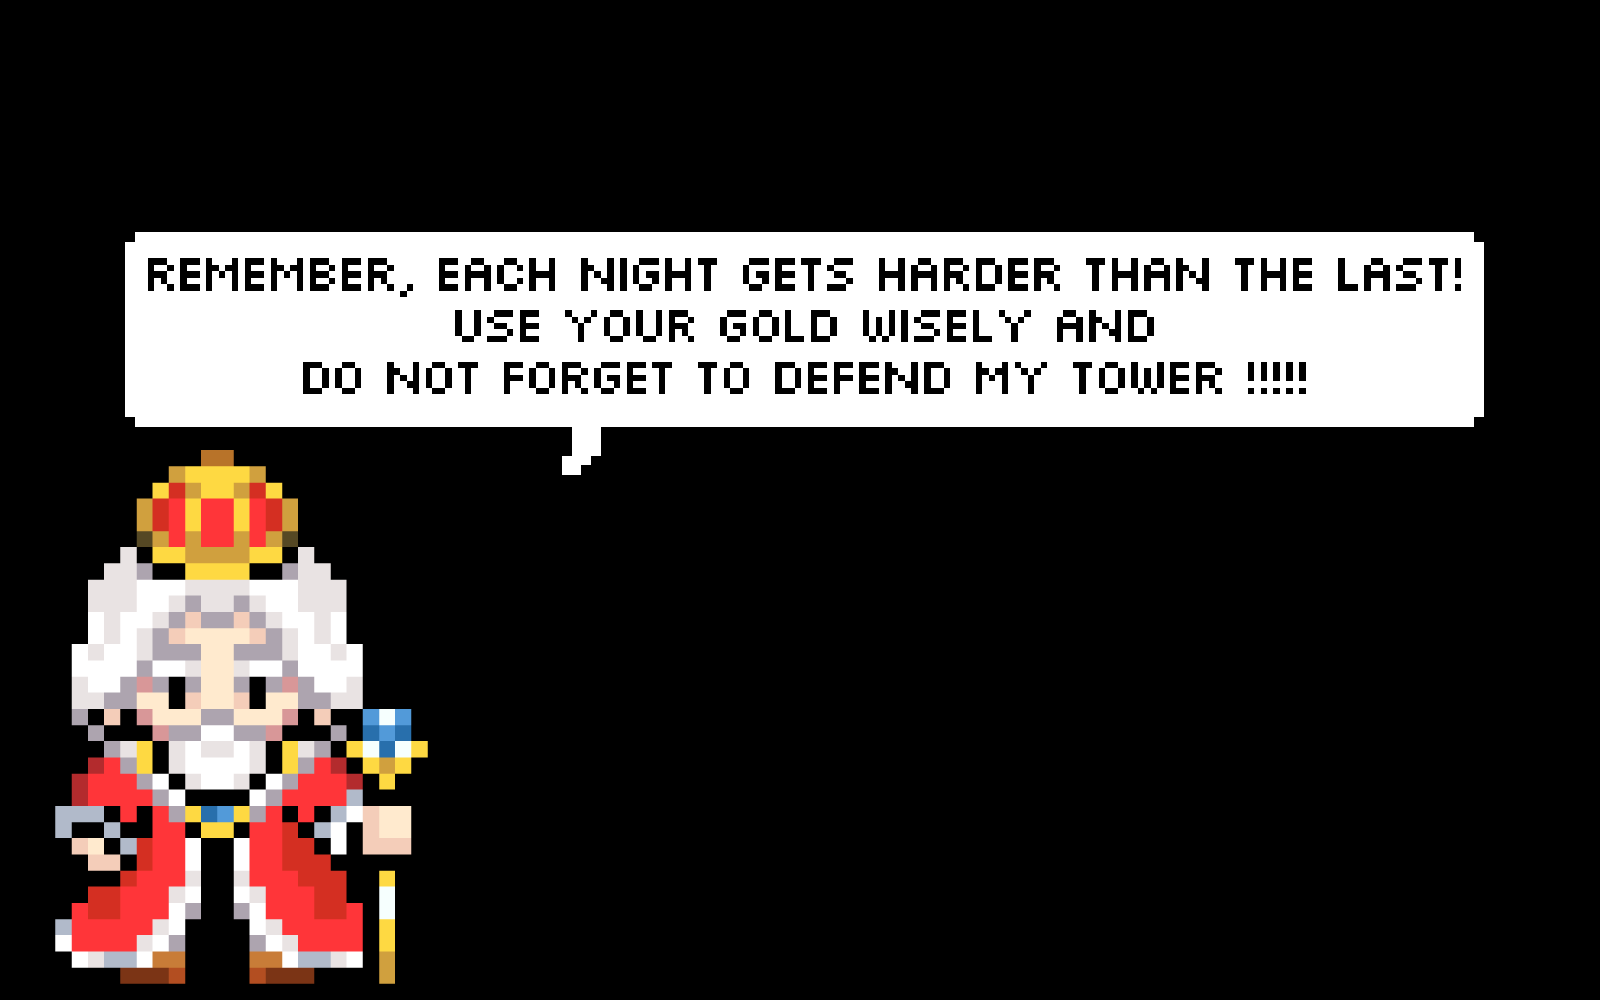 REMEMBER, EACH NIGHT GETS HARDER THAN THE LAST!
USE YOUR GOLD WISELY AND
DO NOT FORGET TO DEFEND MY TOWER !!!!!